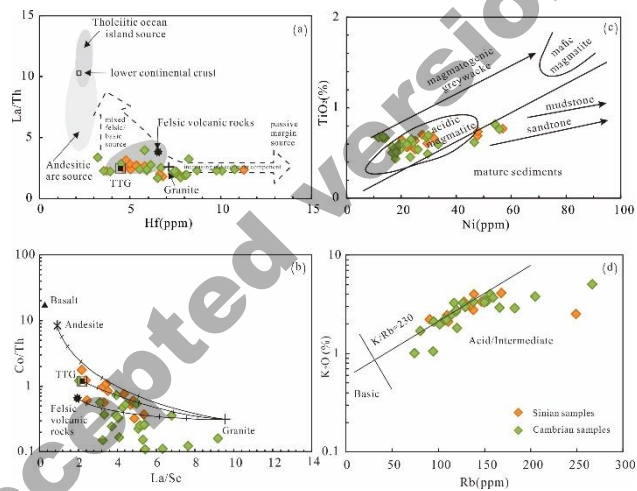 Tholciitic ocean
island source
(a)
lower continental crust
mixed
felsic/
basic
source
Felsic volcanic rocks
passive
margin
source
Andesitic
arc source
TTG
Granite
component
La/Th
15
10
5
0
0
5
10
15
Hf(ppm)
(c)
magmatogenic
greywacke
mafic
magmatite
acidic
magmatite
mudstone
sandtrone
mature sediments
TiO₂(%)
2
1
0
0
20
40
60
80
Ni(ppm)
(b)
Basalt
Andesite
TTG
Felsic
volcanic
rocks
Granite
Co/Th
100
10
1
0.1
0
2
4
6
8
10
12
14
La/Sc
(d)
K/Rb=230
Acid/Intermediate
Basic
Sinian samples
Cambrian samples
K₂O(%)
10
1
0.1
0
50
100
150
200
250
300
Rb(ppm)
version